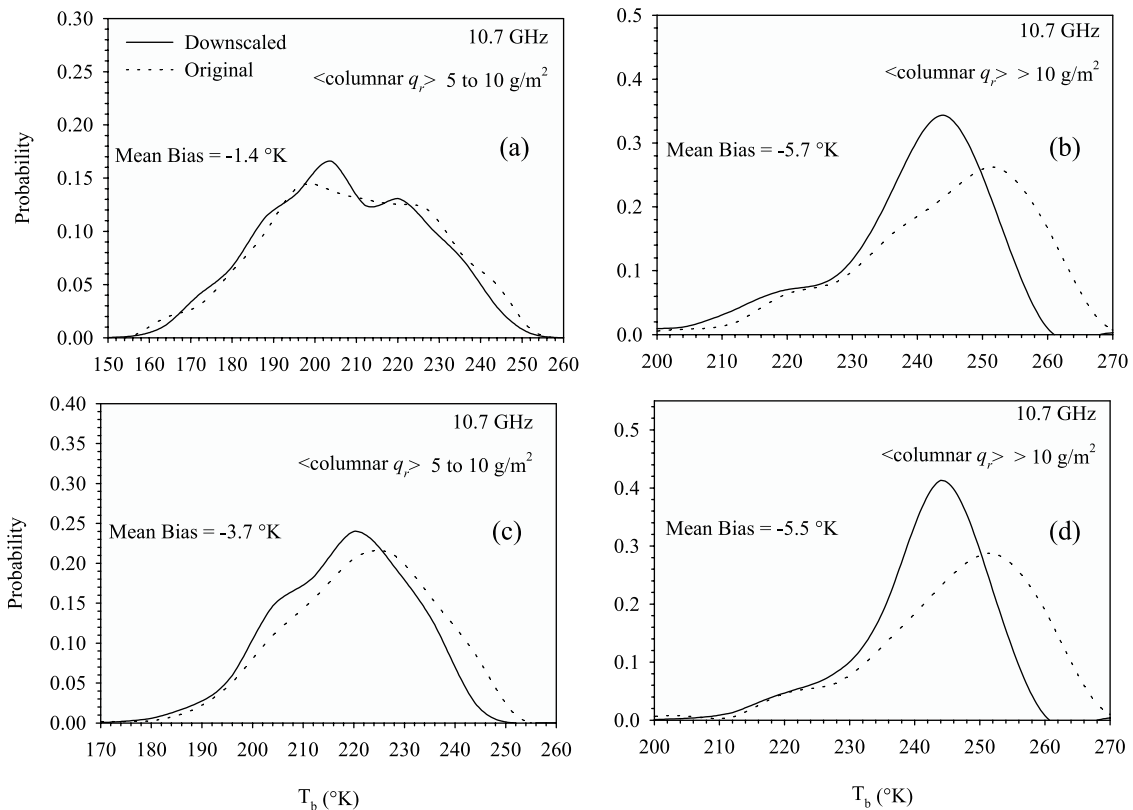 0.30
0.25
0.20
0.15
0.10
0.05
0.00
Probability
Downscaled
Original
10.7 GHz
<columnar q_r> 5 to 10 g/m²
Mean Bias = -1.4 °K
(a)
150 160 170 180 190 200 210 220 230 240 250 260
0.5
0.4
0.3
0.2
0.1
0.0
10.7 GHz
<columnar q_r> > 10 g/m²
Mean Bias = -5.7 °K
(b)
200 210 220 230 240 250 260 270
0.40
0.35
0.30
0.25
0.20
0.15
0.10
0.05
0.00
Probability
10.7 GHz
<columnar q_r> 5 to 10 g/m²
Mean Bias = -3.7 °K
(c)
170 180 190 200 210 220 230 240 250 260
T_b (°K)
0.5
0.4
0.3
0.2
0.1
0.0
10.7 GHz
<columnar q_r> > 10 g/m²
Mean Bias = -5.5 °K
(d)
200 210 220 230 240 250 260 270
T_b (°K)